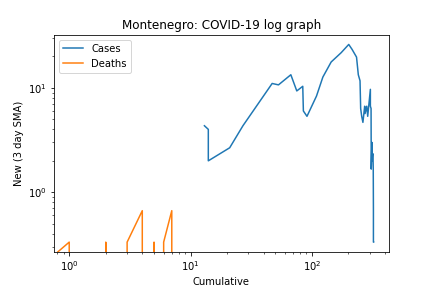 Montenegro: COVID-19 log graph
Cases
Deaths
New (3 day SMA)
10¹
10⁰
10⁰
10¹
10²
Cumulative